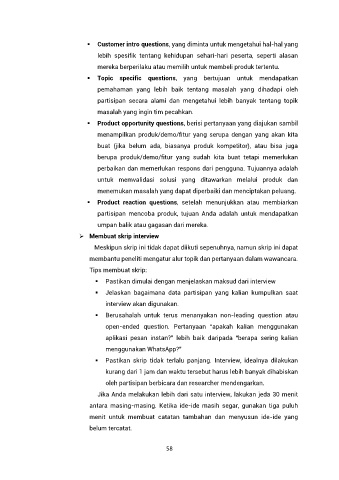 ▪ Customer intro questions, yang diminta untuk mengetahui hal-hal yang
lebih spesifik tentang kehidupan sehari-hari peserta, seperti alasan
mereka berperilaku atau memilih untuk membeli produk tertentu.
▪ Topic specific questions, yang bertujuan untuk mendapatkan
pemahaman yang lebih baik tentang masalah yang dihadapi oleh
partisipan secara alami dan mengetahui lebih banyak tentang topik
masalah yang ingin tim pecahkan.
▪ Product opportunity questions, berisi pertanyaan yang diajukan sambil
menampilkan produk/demo/fitur yang serupa dengan yang akan kita
buat (jika belum ada, biasanya produk kompetitor), atau bisa juga
berupa produk/demo/fitur yang sudah kita buat tetapi memerlukan
perbaikan dan memerlukan respons dari pengguna. Tujuannya adalah
untuk memvalidasi solusi yang ditawarkan melalui produk dan
menemukan masalah yang dapat diperbaiki dan menciptakan peluang.
▪ Product reaction questions, setelah menunjukkan atau membiarkan
partisipan mencoba produk, tujuan Anda adalah untuk mendapatkan
umpan balik atau gagasan dari mereka.
➢ Membuat skrip interview
Meskipun skrip ini tidak dapat diikuti sepenuhnya, namun skrip ini dapat
membantu peneliti mengatur alur topik dan pertanyaan dalam wawancara.
Tips membuat skrip:
▪ Pastikan dimulai dengan menjelaskan maksud dari interview
▪ Jelaskan bagaimana data partisipan yang kalian kumpulkan saat
interview akan digunakan.
▪ Berusahalah untuk terus menanyakan non-leading question atau
open-ended question. Pertanyaan “apakah kalian menggunakan
aplikasi pesan instan?” lebih baik daripada “berapa sering kalian
menggunakan WhatsApp?”
▪ Pastikan skrip tidak terlalu panjang. Interview, idealnya dilakukan
kurang dari 1 jam dan waktu tersebut harus lebih banyak dihabiskan
oleh partisipan berbicara dan researcher mendengarkan.
Jika Anda melakukan lebih dari satu interview, lakukan jeda 30 menit
antara masing-masing. Ketika ide-ide masih segar, gunakan tiga puluh
menit untuk membuat catatan tambahan dan menyusun ide-ide yang
belum tercatat.
58